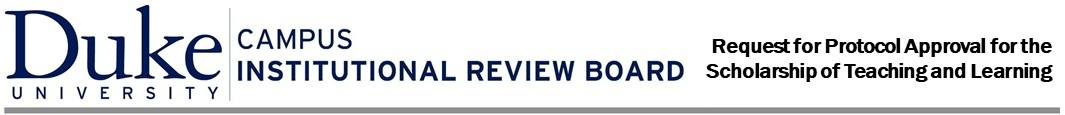 Duke
UNIVERSITY
CAMPUS
INSTITUTIONAL REVIEW BOARD
Request for Protocol Approval for the
Scholarship of Teaching and Learning